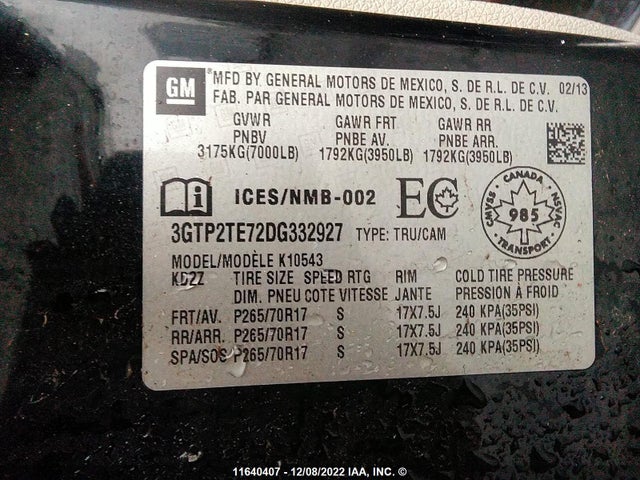 GM
MFD BY GENERAL MOTORS DE MEXICO, S. DE R.L. DE C.V. 02/13
FAB. PAR GENERAL MOTORS DE MEXICO, S. DE R.L. DE C.V.
GVWR GAWR FRT GAWR RR
PNBV PNBE AV. PNBE ARR.
3175KG(7000LB) 1792KG(3950LB) 1792KG(3950LB)
ICES/NMB-002 EC
CANADA
CMVSS 985 NSVAC
TRANSPORT
3GTP2TE72DG332927 TYPE: TRU/CAM
MODEL/MODÈLE K10543
KD2Z TIRE SIZE SPEED RTG RIM COLD TIRE PRESSURE
DIM. PNEU COTE VITESSE JANTE PRESSION À FROID
FRT/AV. P265/70R17 S 17X7.5J 240 KPA(35PSI)
RR/ARR. P265/70R17 S 17X7.5J 240 KPA(35PSI)
SPA/SOS P265/70R17 S 17X7.5J 240 KPA(35PSI)
11640407 - 12/08/2022 IAA, INC. ©